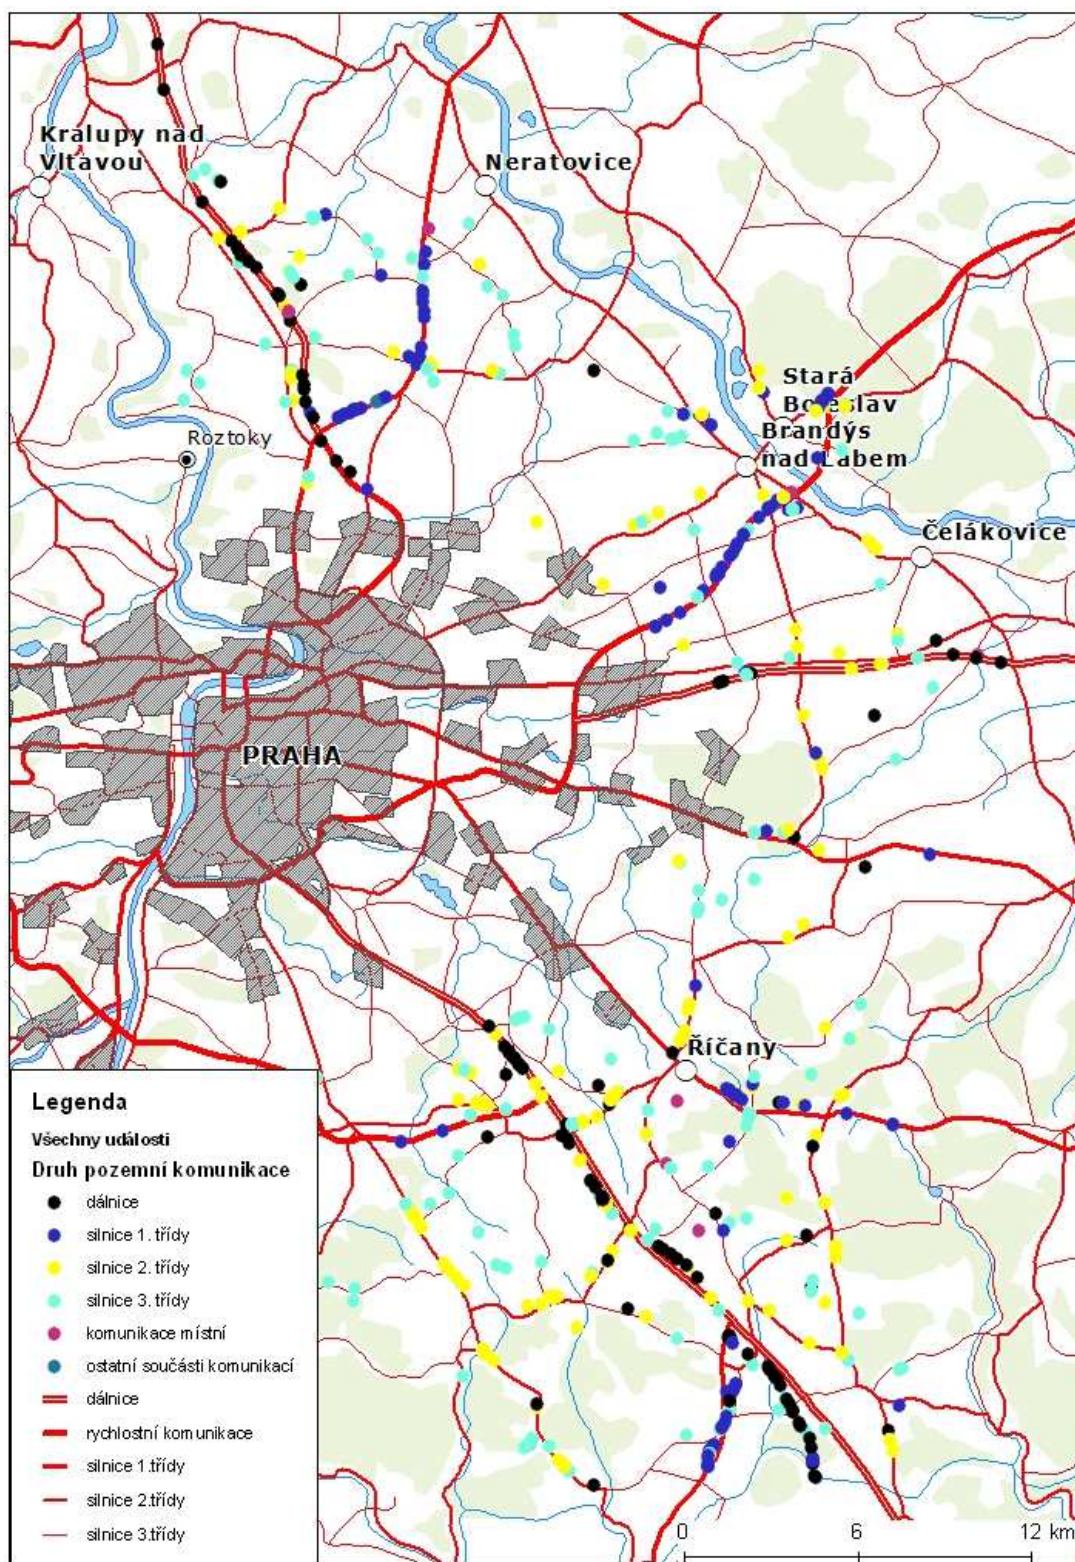 Kralupy nad
Vltavou
Neratovice
Stará
Boleslav
Roztoky
Brandýs
nad Labem
Čelákovice
PRAHA
Říčany
Legenda
Všechny události
Druh pozemní komunikace
dálnice
silnice 1. třídy
silnice 2. třídy
silnice 3. třídy
komunikace místní
ostatní součásti komunikací
dálnice
rychlostní komunikace
silnice 1.třídy
silnice 2.třídy
silnice 3.třídy
0 6 12 km